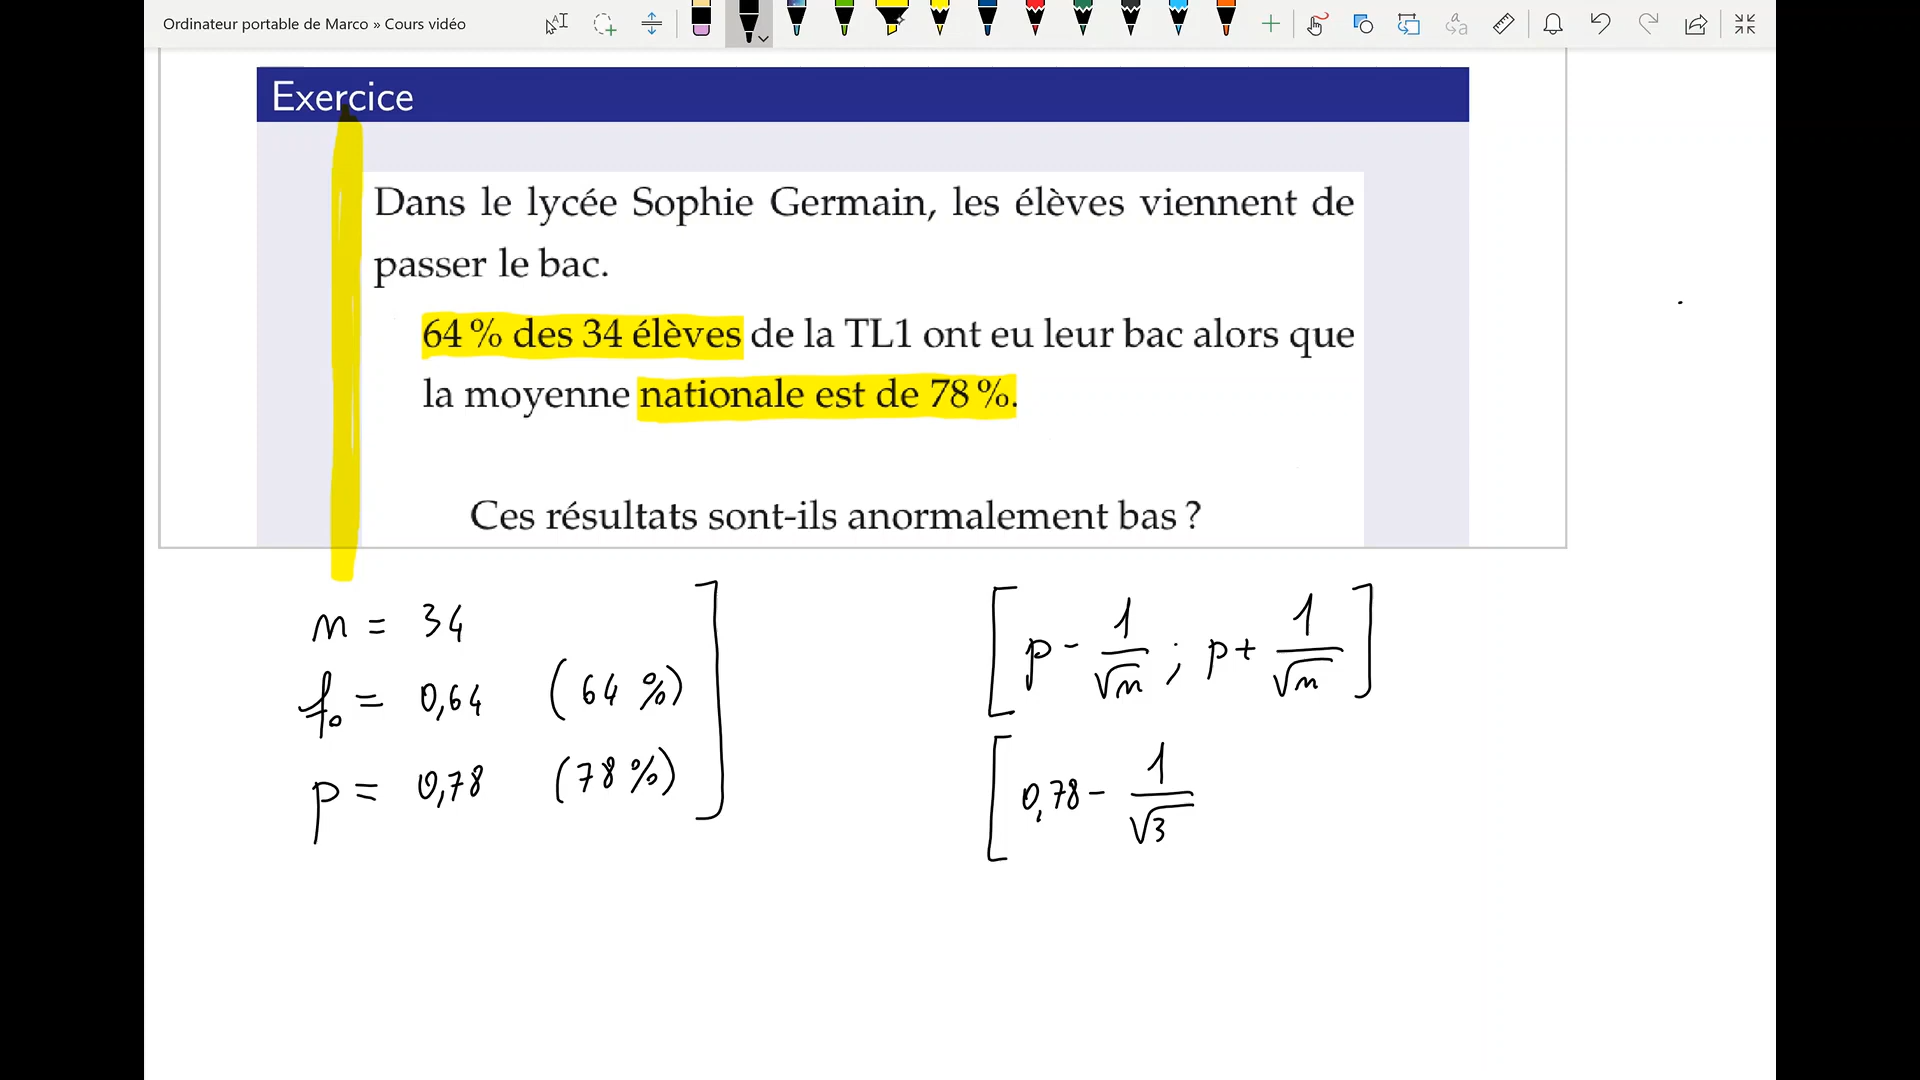 Ordinateur portable de Marco » Cours vidéo
Exercice
Dans le lycée Sophie Germain, les élèves viennent de
passer le bac.
64 % des 34 élèves de la TL1 ont eu leur bac alors que
la moyenne nationale est de 78 %.
Ces résultats sont-ils anormalement bas ?
n = 34
f₀ = 0,64 (64 %)
p = 0,78 (78 %)
[p - 1/√n ; p + 1/√n]
[0,78 - 1/√3